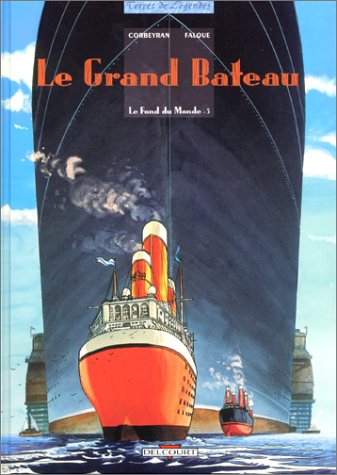 Terres de Légendes
CORBEYRAN FALQUE
Le Grand Bateau
Le Fond du Monde - 3
DELCOURT